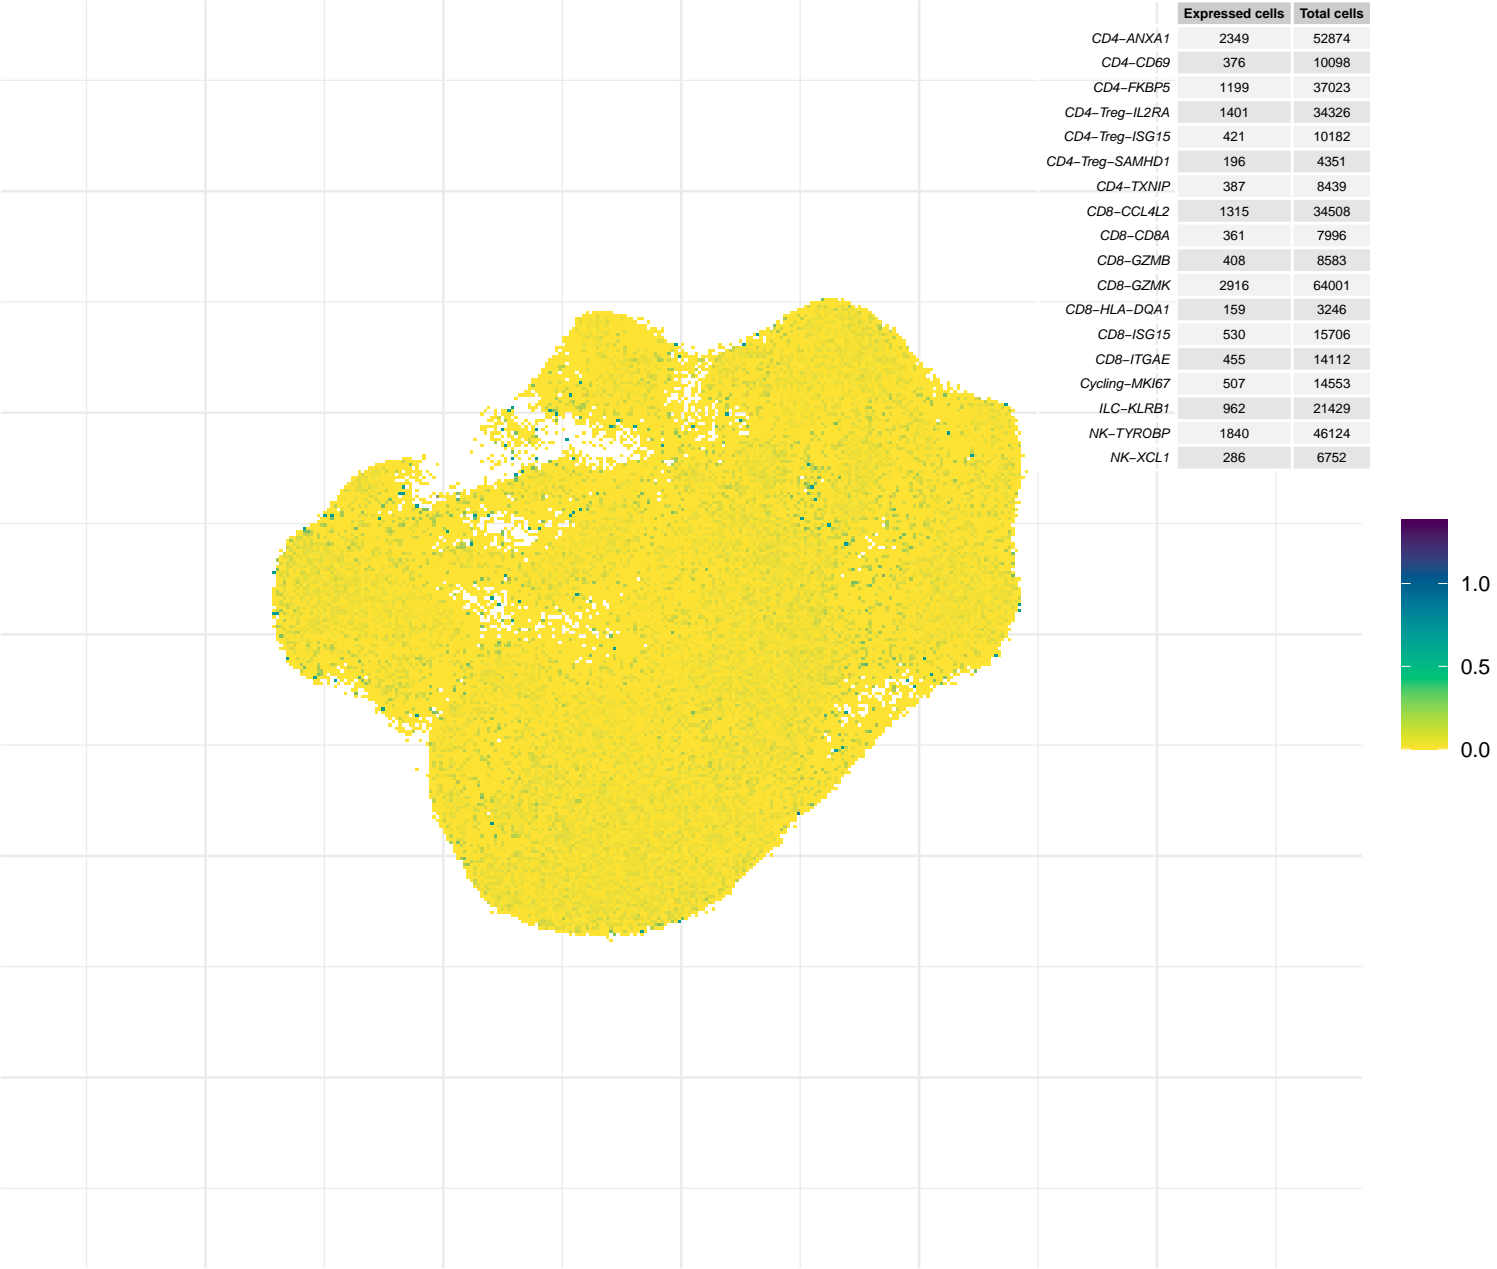 Expressed cells Total cells
CD4−ANXA1 2349 52874
CD4−CD69 376 10098
CD4−FKBP5 1199 37023
CD4−Treg−IL2RA 1401 34326
CD4−Treg−ISG15 421 10182
CD4−Treg−SAMHD1 196 4351
CD4−TXNIP 387 8439
CD8−CCL4L2 1315 34508
CD8−CD8A 361 7996
CD8−GZMB 408 8583
CD8−GZMK 2916 64001
CD8−HLA−DQA1 159 3246
CD8−ISG15 530 15706
CD8−ITGAE 455 14112
Cycling−MKI67 507 14553
ILC−KLRB1 962 21429
NK−TYROBP 1840 46124
NK−XCL1 286 6752
1.0
0.5
0.0